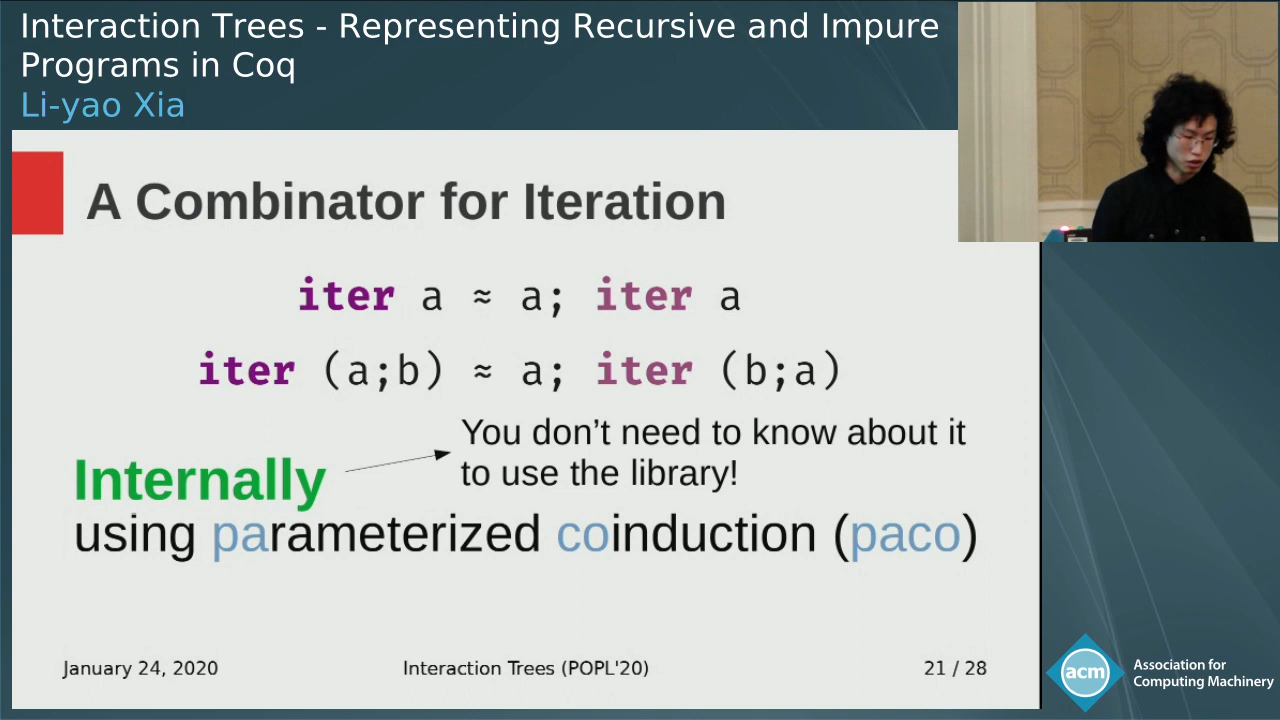 Interaction Trees - Representing Recursive and Impure
Programs in Coq
Li-yao Xia
A Combinator for Iteration
iter a ≈ a; iter a
iter (a;b) ≈ a; iter (b;a)
You don’t need to know about it
to use the library!
Internally
using parameterized coinduction (paco)
January 24, 2020
Interaction Trees (POPL'20)
21 / 28
acm
Association for
Computing Machinery